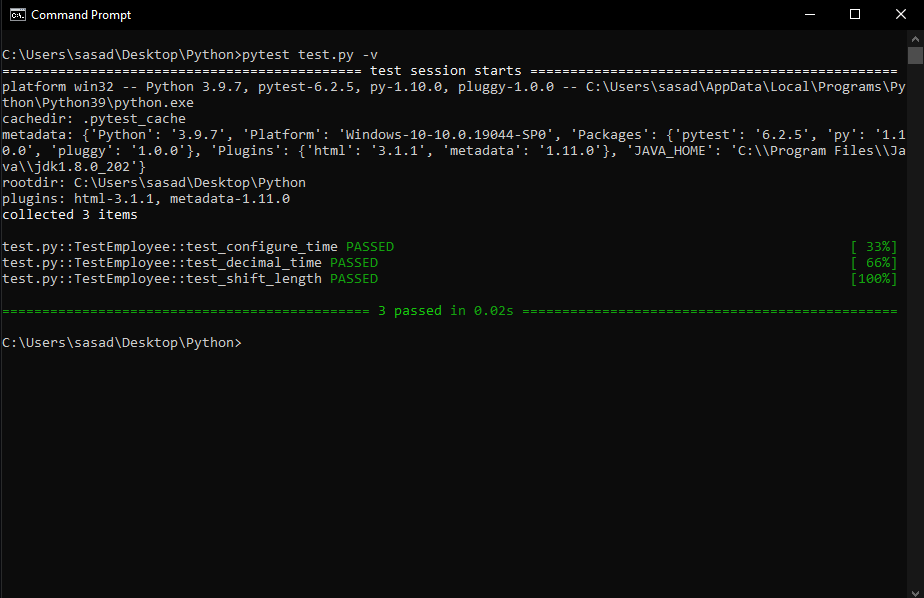 Command Prompt
C:\Users\sasad\Desktop\Python>pytest test.py -v
============================================= test session starts ==============================================
platform win32 -- Python 3.9.7, pytest-6.2.5, py-1.10.0, pluggy-1.0.0 -- C:\Users\sasad\AppData\Local\Programs\Py
thon\Python39\python.exe
cachedir: .pytest_cache
metadata: {'Python': '3.9.7', 'Platform': 'Windows-10-10.0.19044-SP0', 'Packages': {'pytest': '6.2.5', 'py': '1.1
0.0', 'pluggy': '1.0.0'}, 'Plugins': {'html': '3.1.1', 'metadata': '1.11.0'}, 'JAVA_HOME': 'C:\\Program Files\\Ja
va\\jdk1.8.0_202'}
rootdir: C:\Users\sasad\Desktop\Python
plugins: html-3.1.1, metadata-1.11.0
collected 3 items
test.py::TestEmployee::test_configure_time PASSED [ 33%]
test.py::TestEmployee::test_decimal_time PASSED [ 66%]
test.py::TestEmployee::test_shift_length PASSED [100%]
============================================== 3 passed in 0.02s ===============================================
C:\Users\sasad\Desktop\Python>